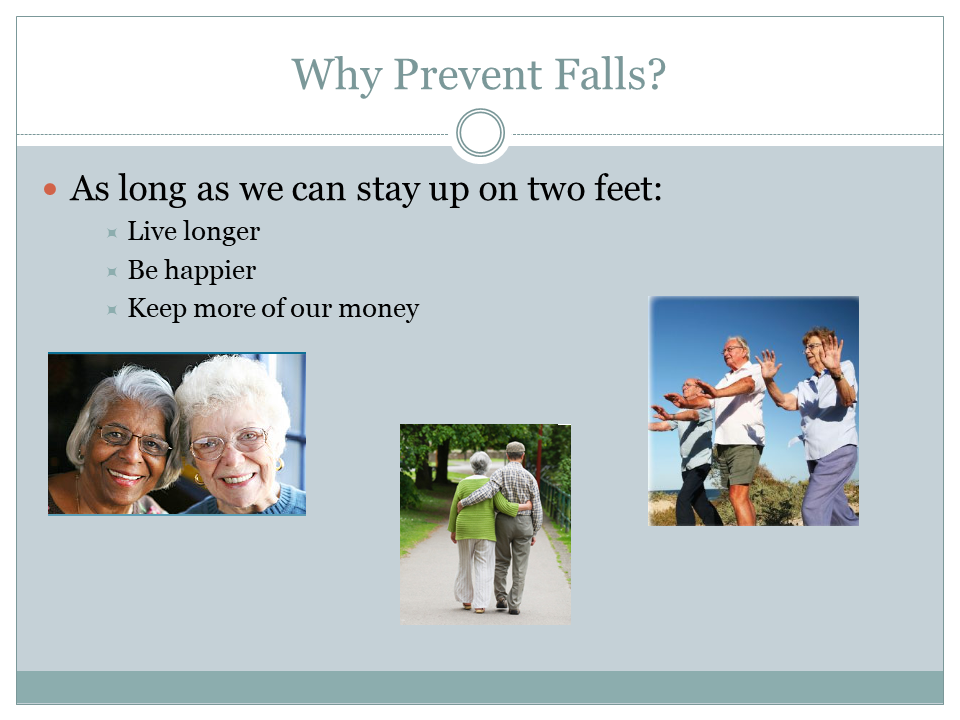 Why Prevent Falls?
As long as we can stay up on two feet:
Live longer
Be happier
Keep more of our money